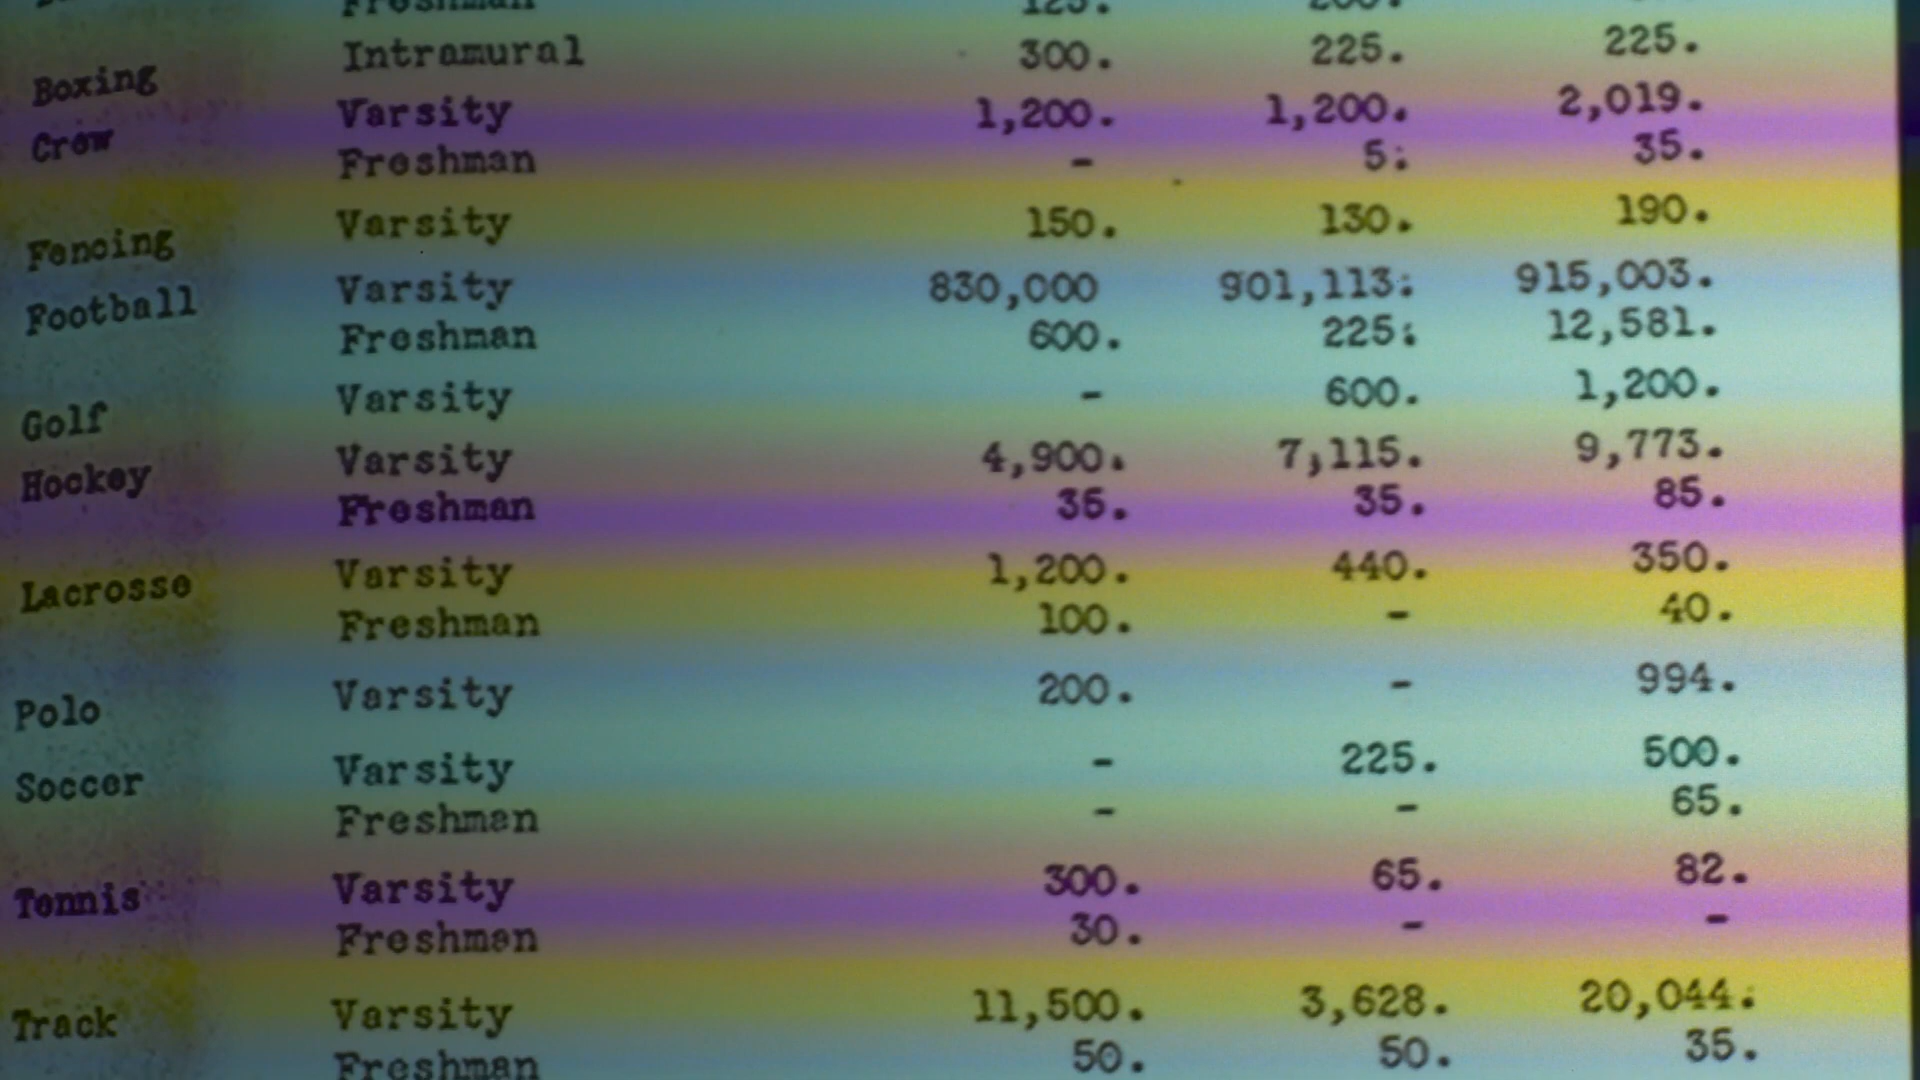 Freshman 125. 200.
Boxing Intramural 300. 225. 225.
Crew Varsity 1,200. 1,200. 2,019.
Freshman - 5. 35.
Fencing Varsity 150. 130. 190.
Football Varsity 830,000 901,113. 915,003.
Freshman 600. 225. 12,581.
Golf Varsity - 600. 1,200.
Hockey Varsity 4,900. 7,115. 9,773.
Freshman 35. 35. 85.
Lacrosse Varsity 1,200. 440. 350.
Freshman 100. - 40.
Polo Varsity 200. - 994.
Soccer Varsity - 225. 500.
Freshman - - 65.
Tennis Varsity 300. 65. 82.
Freshman 30. - -
Track Varsity 11,500. 3,628. 20,044.
Freshman 50. 50. 35.